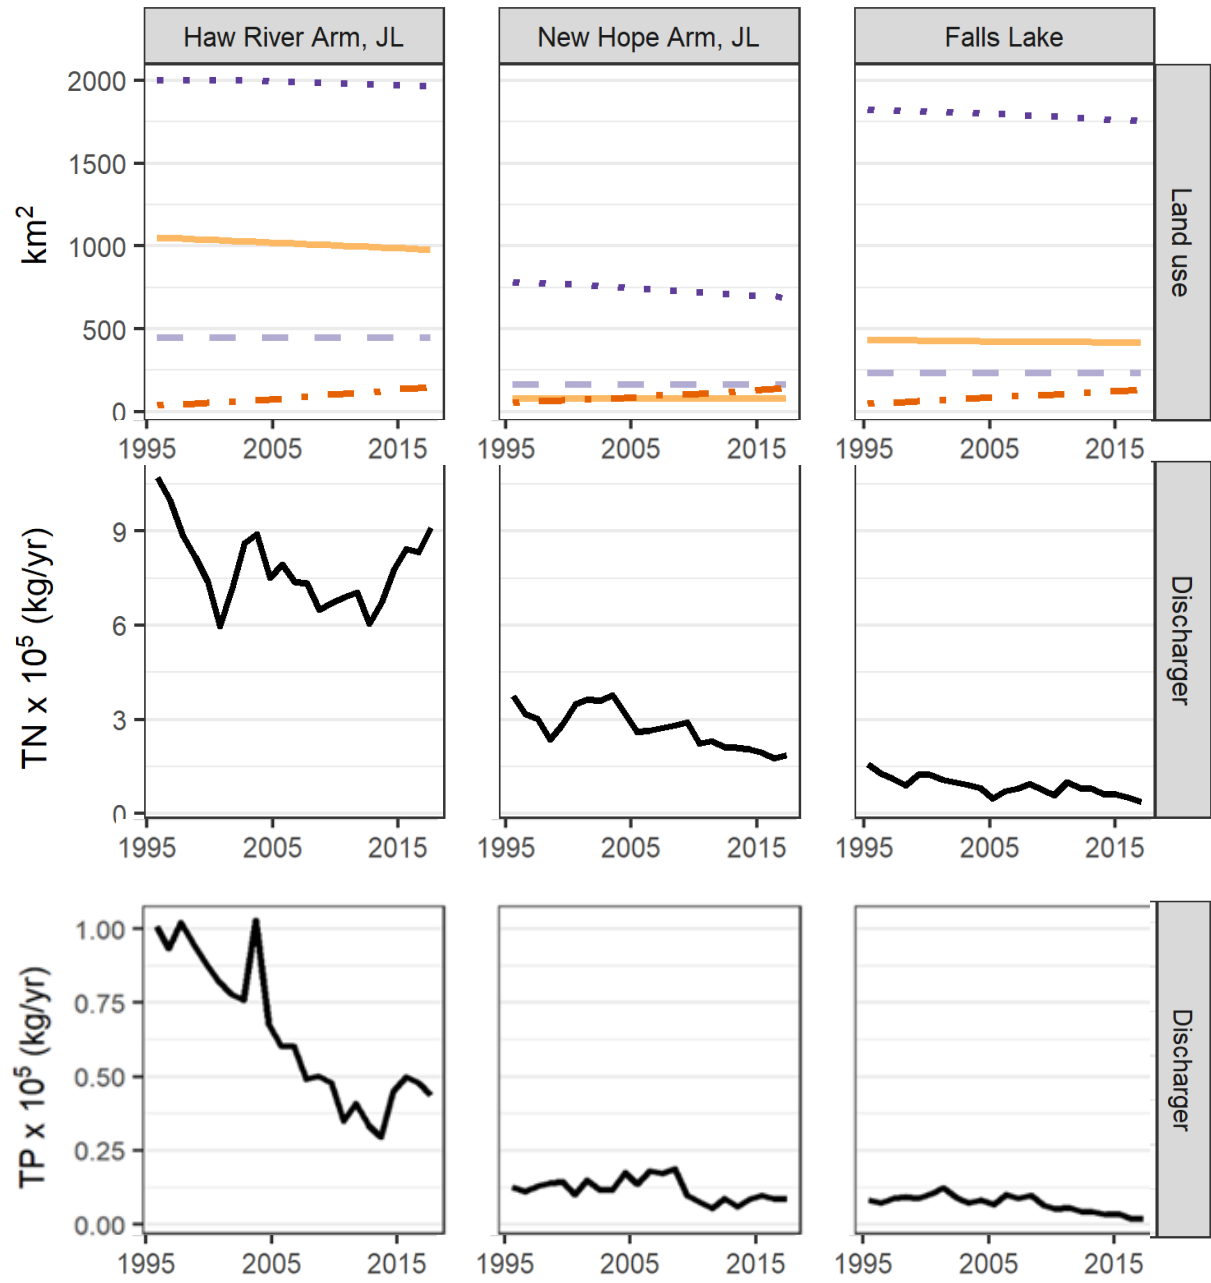 Haw River Arm, JL
New Hope Arm, JL
Falls Lake
km²
2000
1500
1000
500
0
Land use
1995 2005 2015
1995 2005 2015
1995 2005 2015
TN x 10⁵ (kg/yr)
9
6
3
0
Discharger
1995 2005 2015
1995 2005 2015
1995 2005 2015
TP x 10⁵ (kg/yr)
1.00
0.75
0.50
0.25
0.00
Discharger
1995 2005 2015
1995 2005 2015
1995 2005 2015